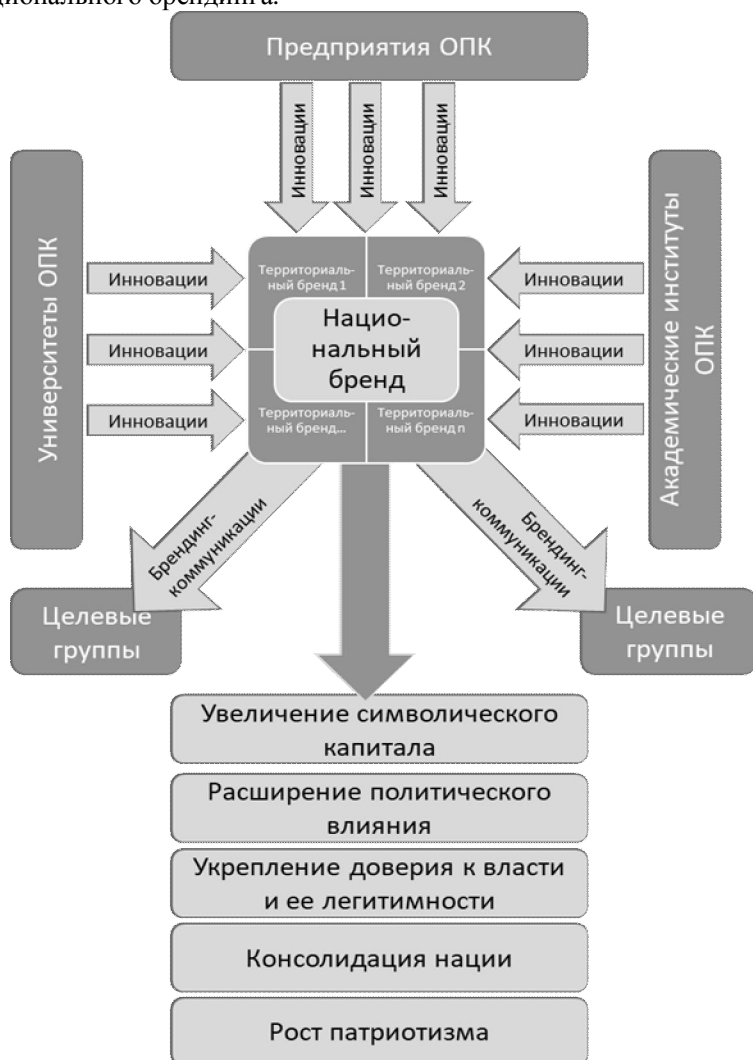 ционального брендинга.
Предприятия ОПК
Инновации
Инновации
Инновации
Университеты ОПК
Академические институты
ОПК
Инновации
Инновации
Инновации
Территориаль-
ный бренд 1
Территориаль-
ный бренд 2
Нацио-
нальный
бренд
Территориаль-
ный бренд...
Территориаль-
ный бренд n
Инновации
Инновации
Инновации
Брендинг-
коммуникации
Брендинг-
коммуникации
Целевые
группы
Целевые
группы
Увеличение символического
капитала
Расширение политического
влияния
Укрепление доверия к власти
и ее легитимности
Консолидация нации
Рост патриотизма